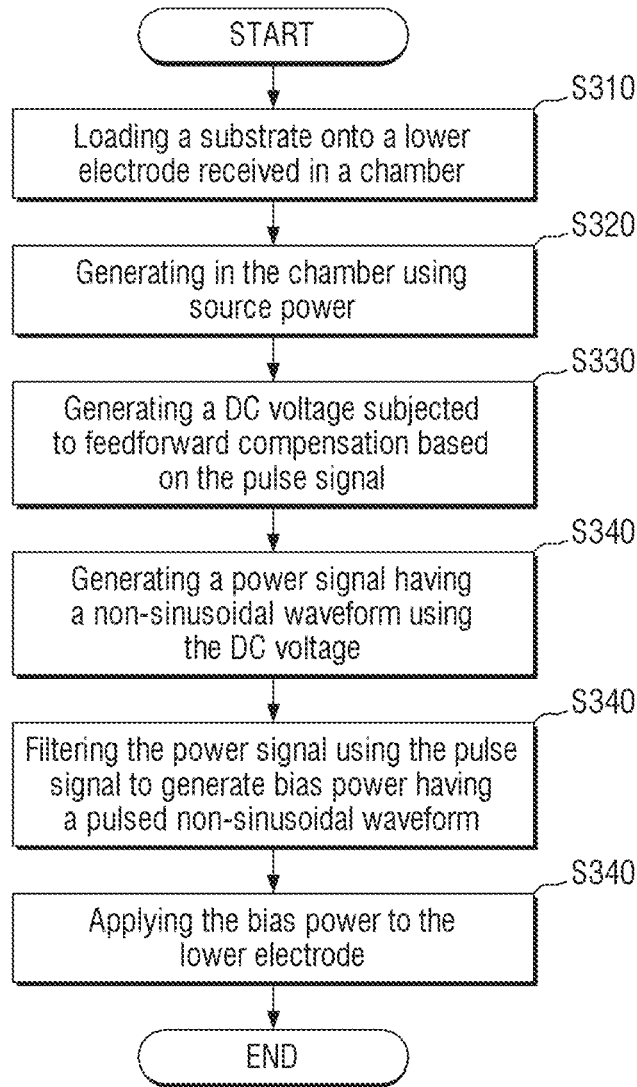 START
S310
Loading a substrate onto a lower
electrode received in a chamber
S320
Generating in the chamber using
source power
S330
Generating a DC voltage subjected
to feedforward compensation based
on the pulse signal
S340
Generating a power signal having
a non-sinusoidal waveform using
the DC voltage
S340
Filtering the power signal using the pulse
signal to generate bias power having
a pulsed non-sinusoidal waveform
S340
Applying the bias power to the
lower electrode
END